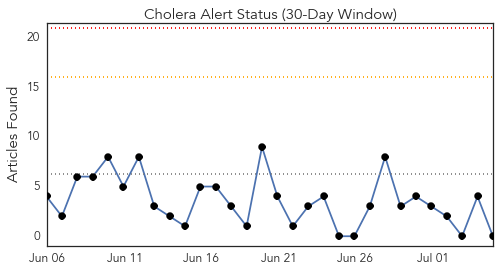 Cholera Alert Status (30-Day Window)
Articles Found
20
15
10
5
0
Jun 06 Jun 11 Jun 16 Jun 21 Jun 26 Jul 01